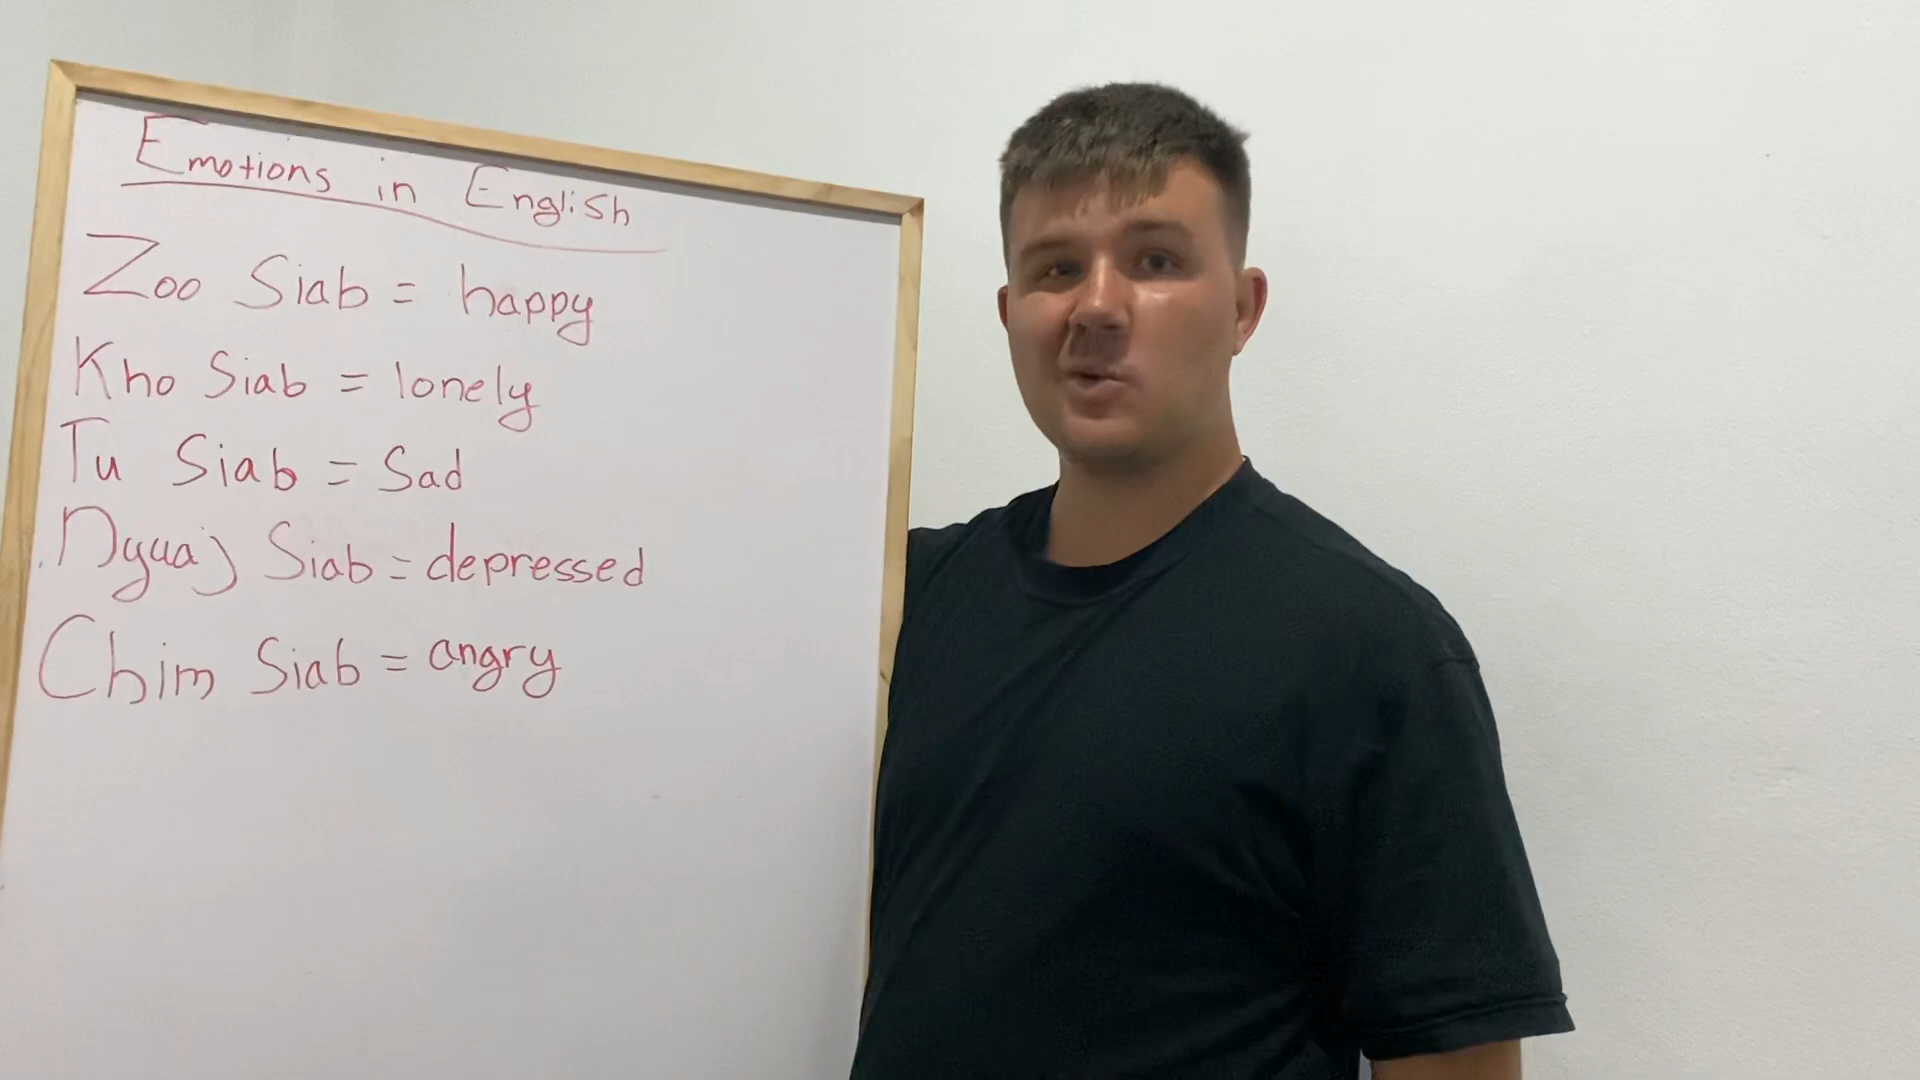 Emotions in English
Zoo Siab = happy
Kho Siab = lonely
Tu Siab = Sad
Nyuaj Siab = depressed
Chim Siab = angry